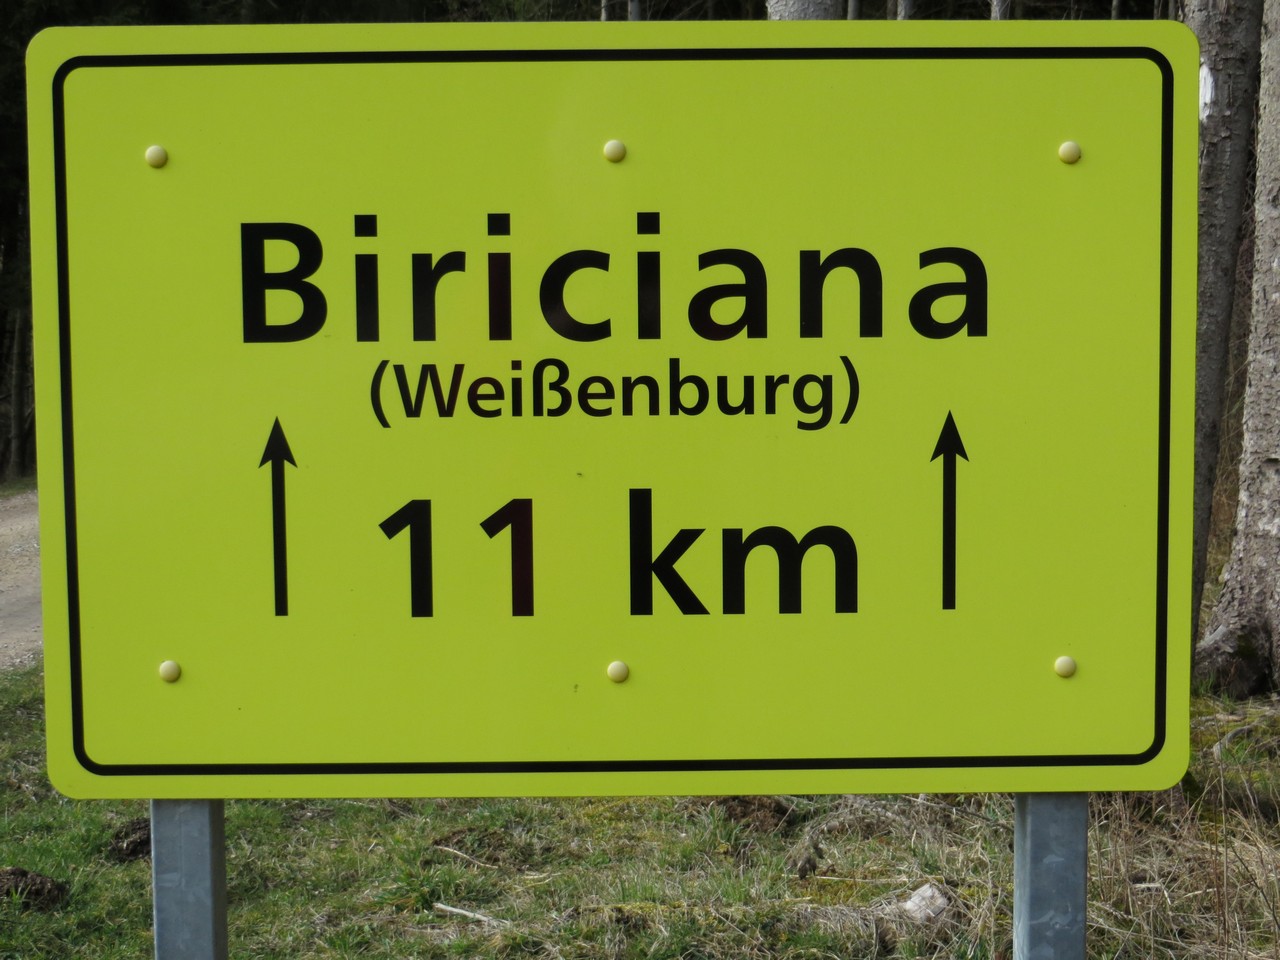 Biriciana
(Weißenburg)
11 km